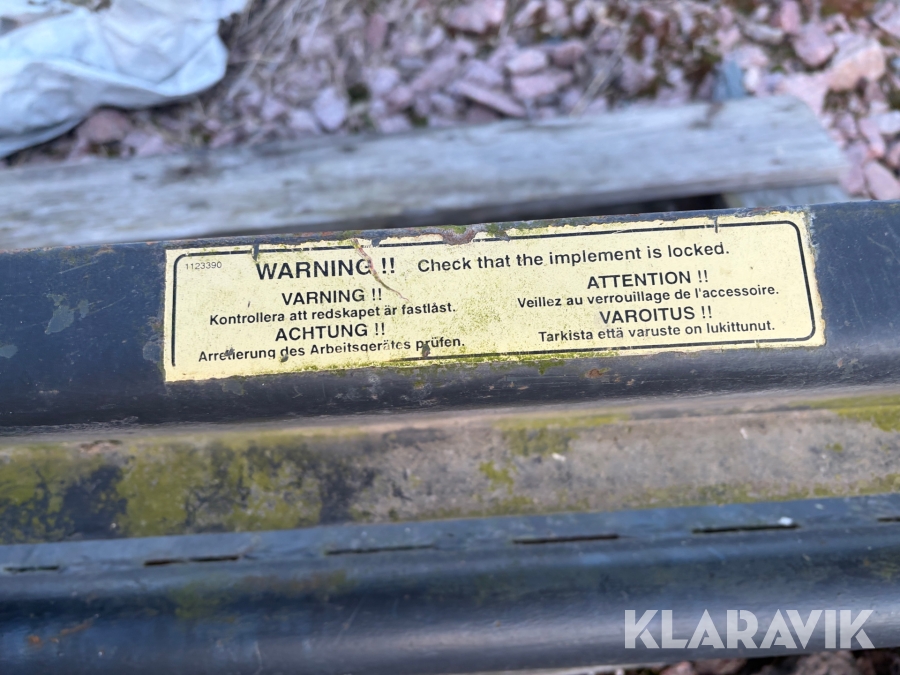 1123390
WARNING !! Check that the implement is locked.
VARNING !!
Kontrollera att redskapet är fastlåst.
ACHTUNG !!
Arretierung des Arbeitsgerätes prüfen.
ATTENTION !!
Veillez au verrouillage de l'accessoire.
VAROITUS !!
Tarkista että varuste on lukittunut.
KLARAVIK